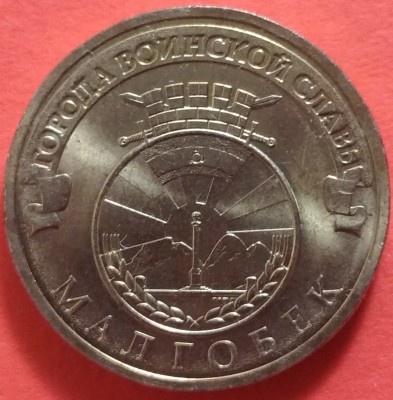 ГОРОДА ВОИНСКОЙ СЛАВЫ
МАЛГОБЕК